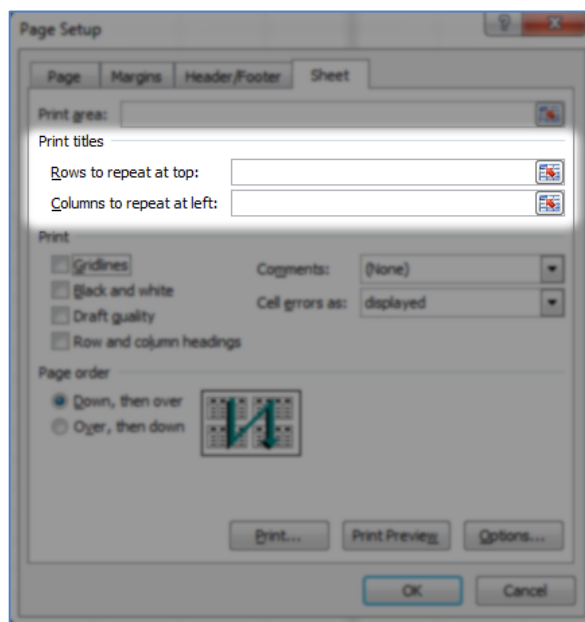 Page Setup
Page Margins Header/Footer Sheet
Print area:
Print titles
Rows to repeat at top:
Columns to repeat at left:
Print
Gridlines Comments: (None)
Black and white Cell errors as: displayed
Draft quality
Row and column headings
Page order
Down, then over
Over, then down
Print... Print Preview Options...
OK Cancel